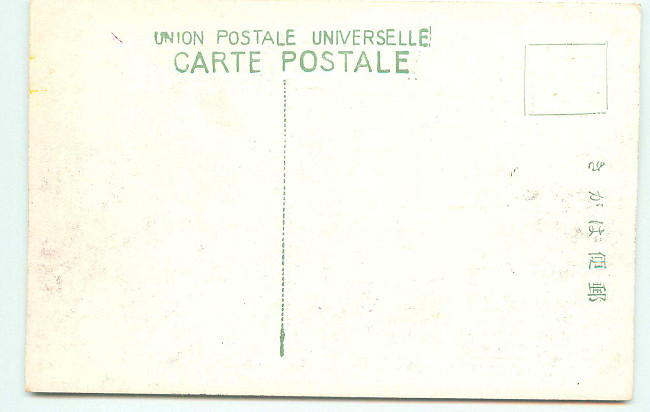 UNION POSTALE UNIVERSELLE
CARTE POSTALE
郵便はがき